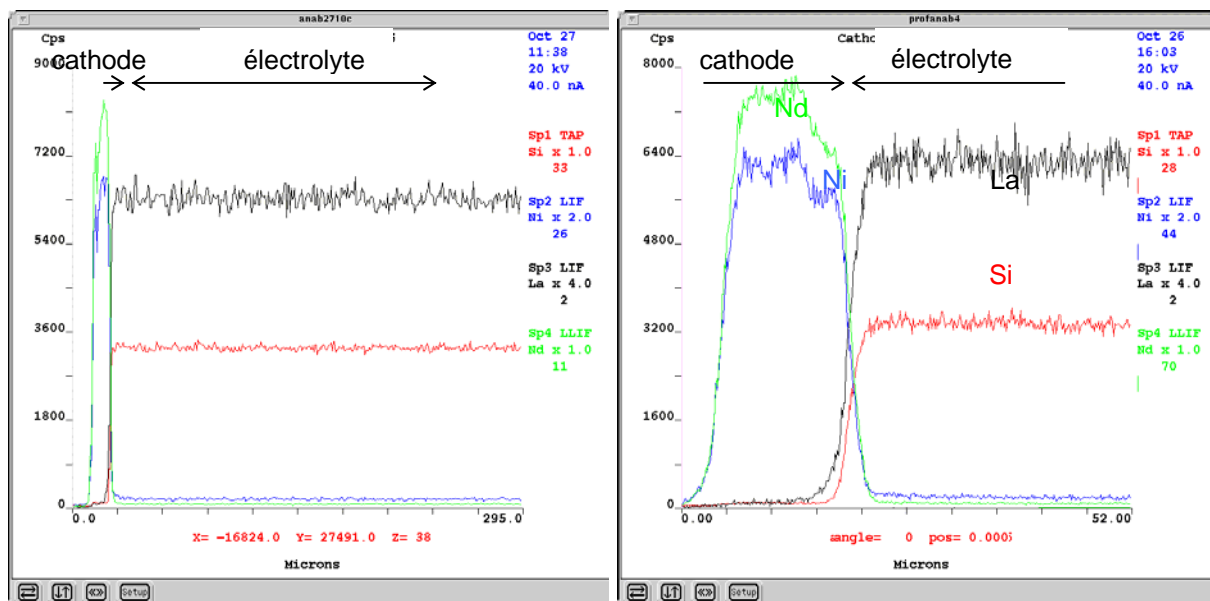 anab2710c
Cps
cathode
électrolyte
Oct 27
11:38
20 kV
40.0 nA
9000
7200
5400
3600
1800
0
Sp1 TAP
Si x 1.0
33
Sp2 LIF
Ni x 2.0
26
Sp3 LIF
La x 4.0
2
Sp4 LLIF
Nd x 1.0
11
0.0
295.0
X= -16824.0 Y= 27491.0 Z= 38
Microns
Setup
profanab4
Cps
cathode
électrolyte
Oct 26
16:03
20 kV
40.0 nA
8000
6400
4800
3200
1600
0
Nd
Ni
La
Si
Sp1 TAP
Si x 1.0
28
Sp2 LIF
Ni x 2.0
44
Sp3 LIF
La x 4.0
2
Sp4 LLIF
Nd x 1.0
70
0.00
52.00
angle= 0 pos=
Microns
Setup